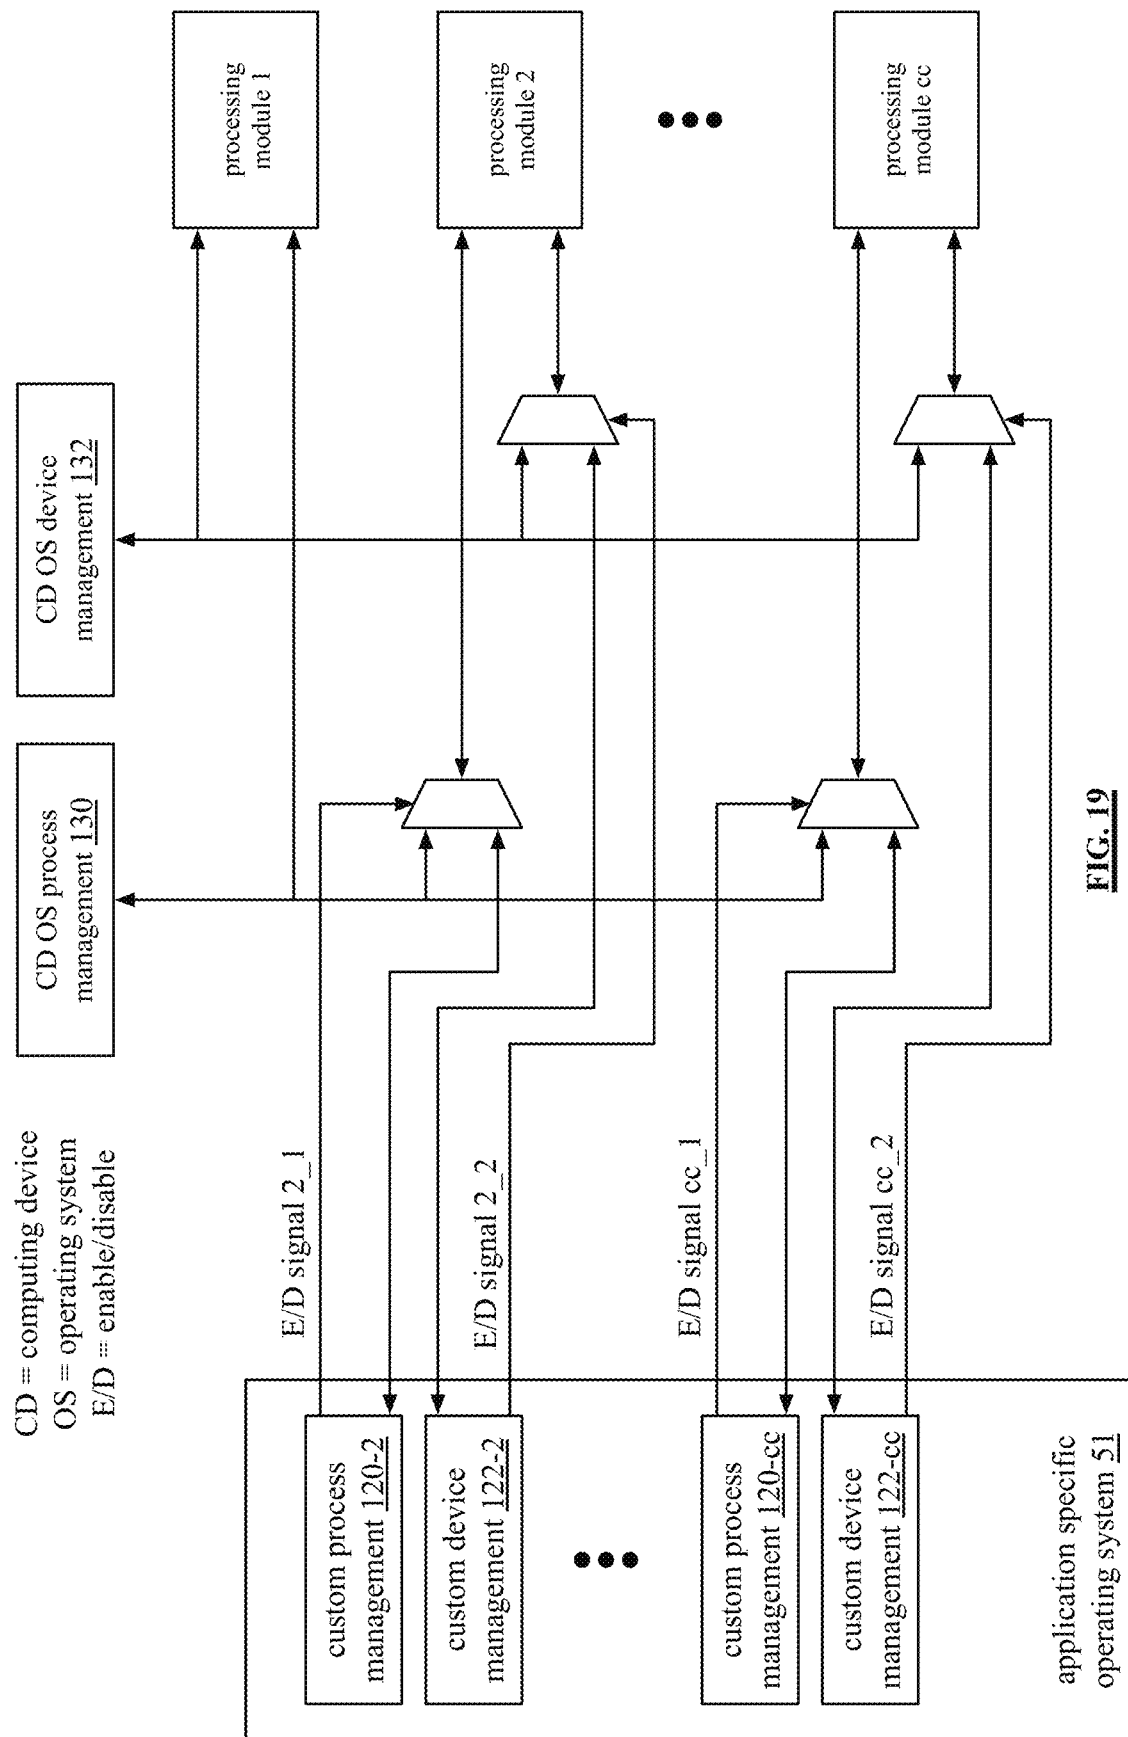 CD = computing device
OS = operating system
E/D = enable/disable
CD OS process
management 130
CD OS device
management 132
custom process
management 120-2
custom device
management 122-2
custom process
management 120-cc
custom device
management 122-cc
application specific
operating system 51
E/D signal 2_1
E/D signal 2_2
E/D signal cc_1
E/D signal cc_2
processing
module 1
processing
module 2
processing
module cc
FIG. 19